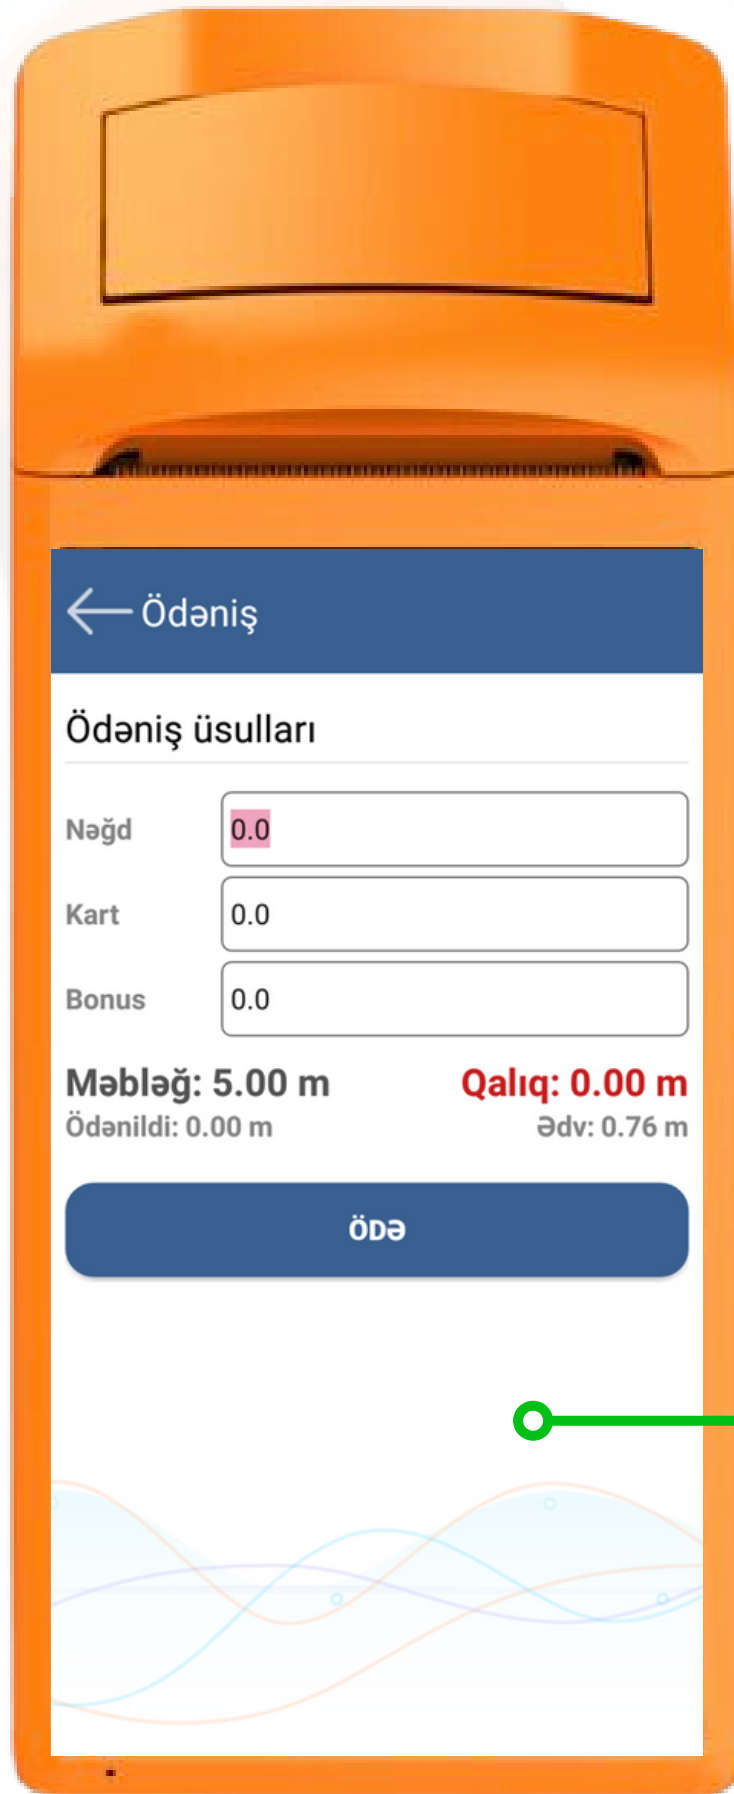 Ödəniş
Ödəniş üsulları
Nəğd 0.0
Kart 0.0
Bonus 0.0
Məbləğ: 5.00 m Qalıq: 0.00 m
Ödənildi: 0.00 m Ədv: 0.76 m
ÖDƏ